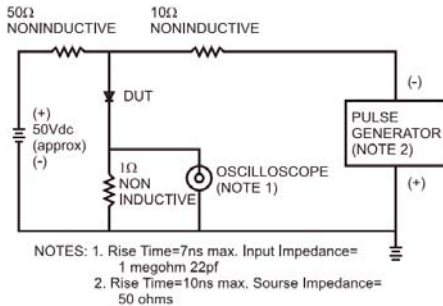 50Ω
NONINDUCTIVE
10Ω
NONINDUCTIVE
(+)
50Vdc
(approx)
(-)
DUT
1Ω
NON
INDUCTIVE
OSCILLOSCOPE
(NOTE 1)
(-)
PULSE
GENERATOR
(NOTE 2)
(+)
NOTES: 1. Rise Time=7ns max. Input Impedance=
1 megohm 22pf
2. Rise Time=10ns max. Sourse Impedance=
50 ohms